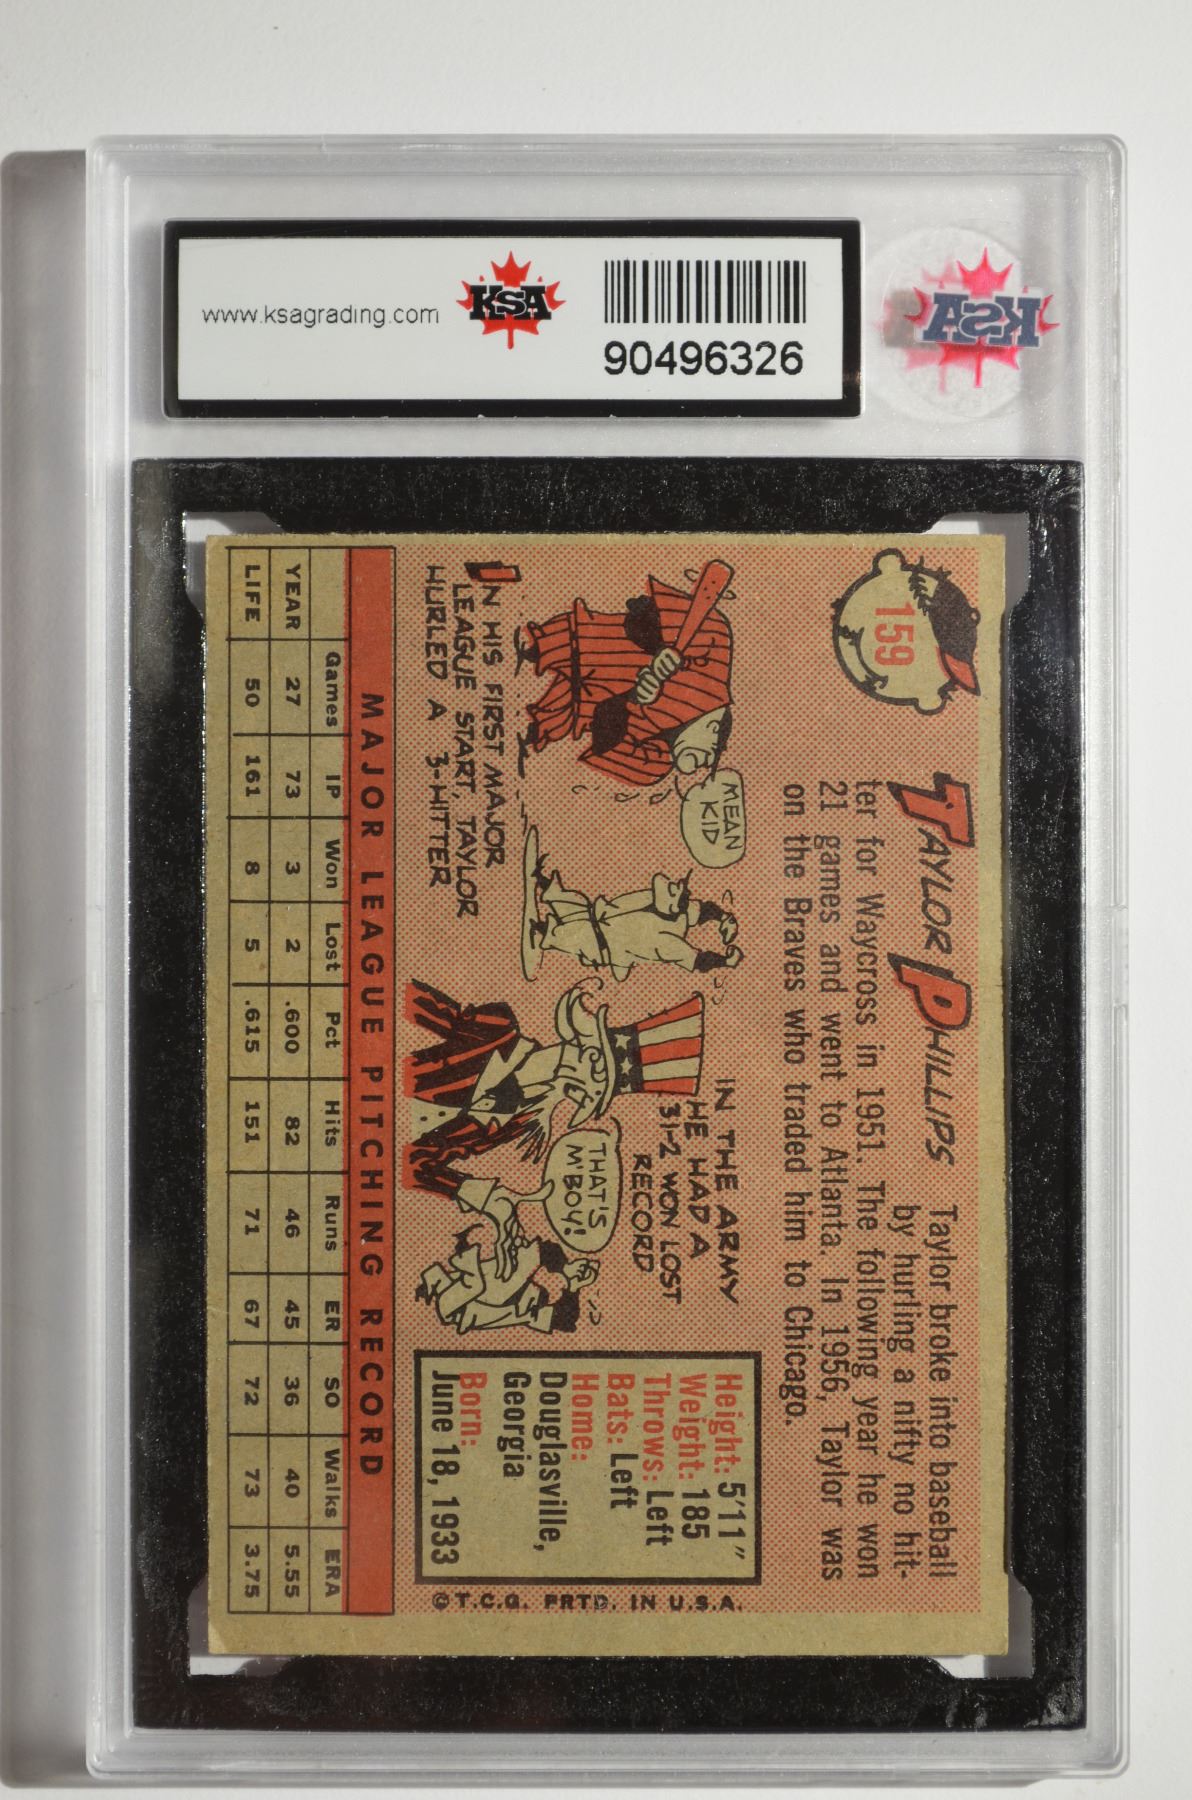 www.ksagrading.com
KSA
90496326
KSA
159
TAYLOR PHILLIPS
Taylor broke into baseball
by hurling a nifty no hit-
ter for Waycross in 1951. The following year he won
21 games and went to Atlanta. In 1956, Taylor was
on the Braves who traded him to Chicago.
MEAN
KID
IN HIS FIRST MAJOR
LEAGUE START, TAYLOR
HURLED A 3-HITTER
IN THE ARMY
HE HAD A
31-2 WON LOST
RECORD
THAT'S
M'BOY!
Height: 5'11"
Weight: 185
Throws: Left
Bats: Left
Home:
Douglasville,
Georgia
Born:
June 18, 1933
© T.C.G. PRTD. IN U.S.A.
MAJOR LEAGUE PITCHING RECORD
Games IP Won Lost Pct Hits Runs ER SO Walks ERA
YEAR 27 73 3 2 .600 82 46 45 36 40 5.55
LIFE 50 161 8 5 .615 151 71 67 72 73 3.75